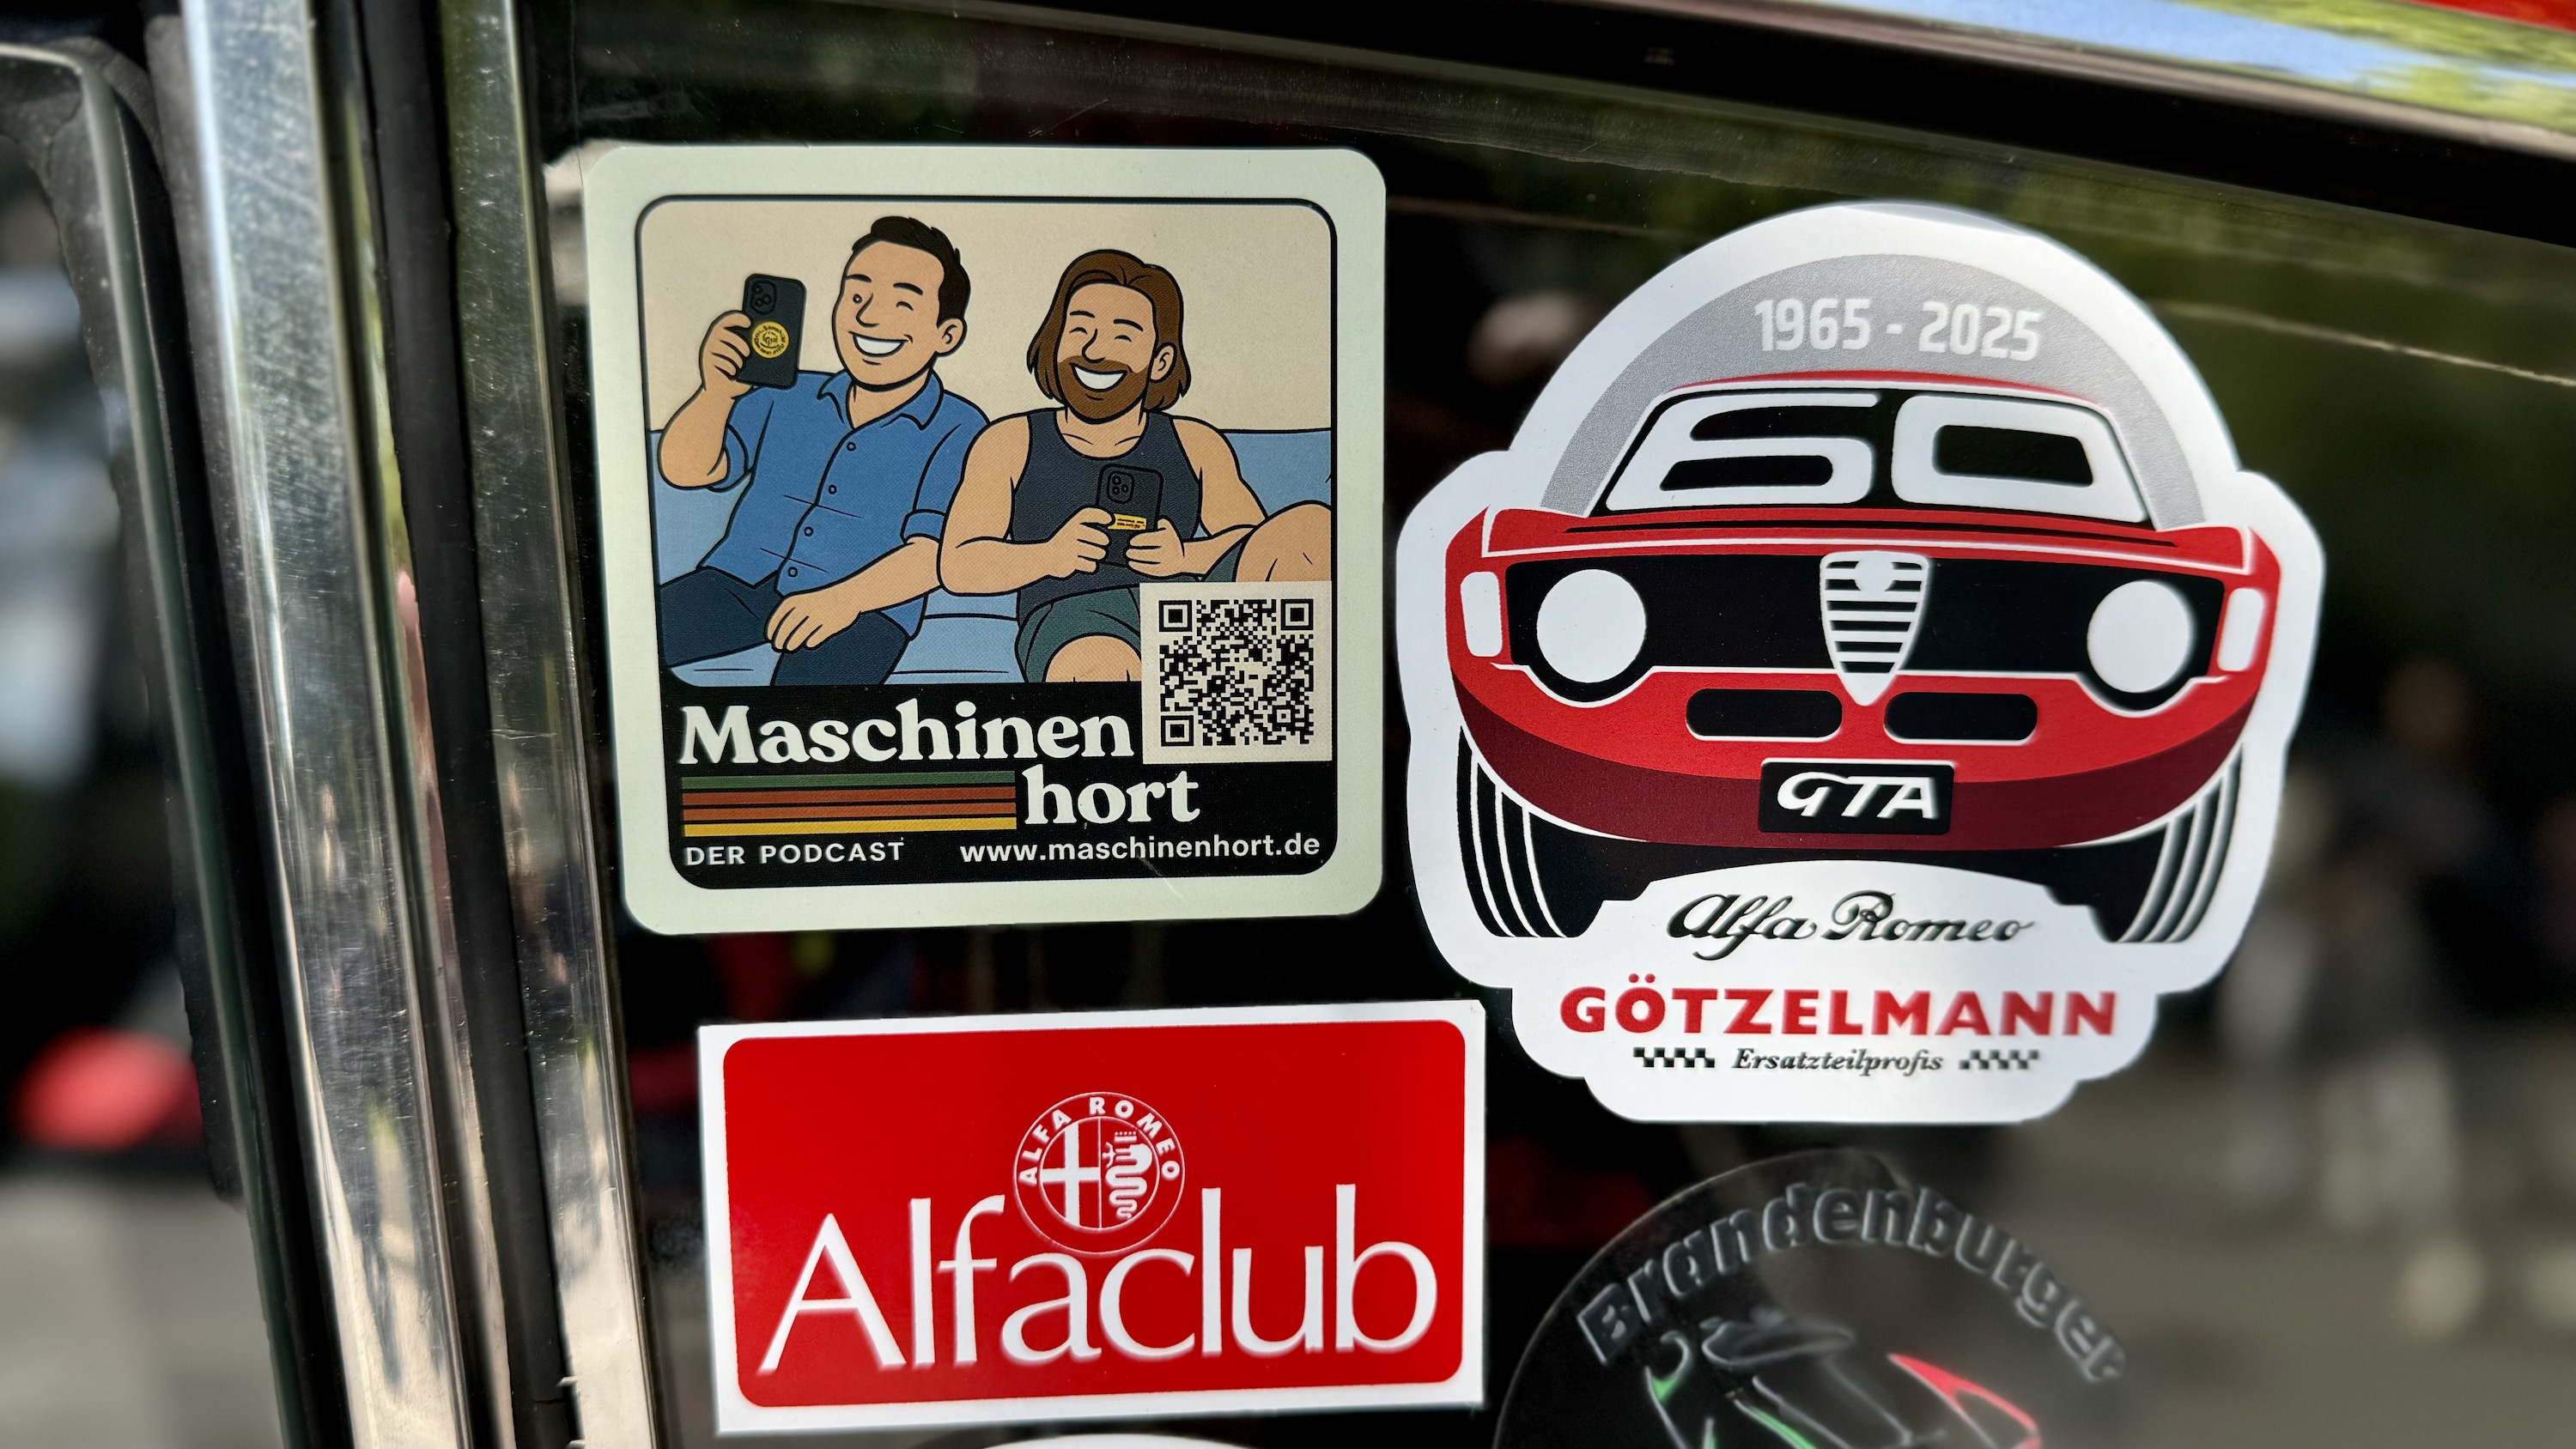 Maschinen
hort
DER PODCAST www.maschinenhort.de
1965 - 2025
60
GTA
Alfa Romeo
GÖTZELMANN
Ersatzteilprofis
ALFA ROMEO
Alfaclub
Brandenburger